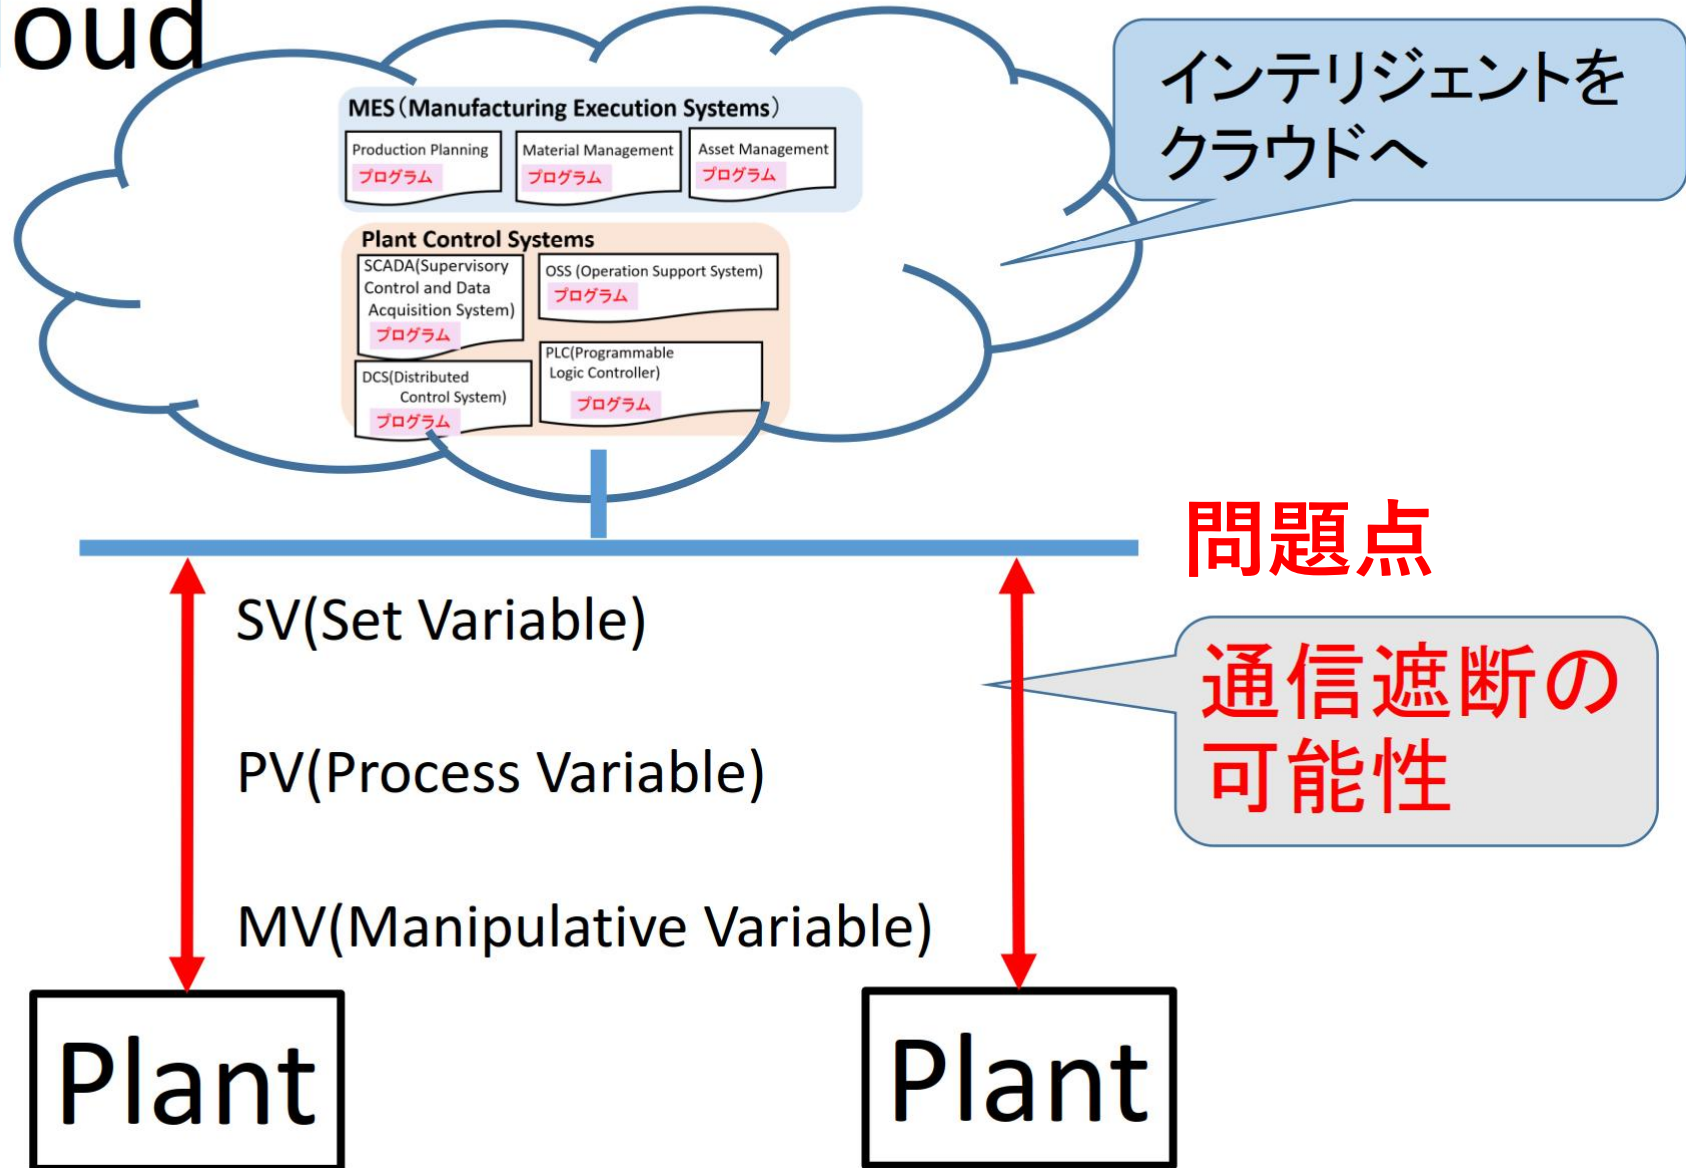 oud
インテリジェントを
クラウドへ
MES（Manufacturing Execution Systems）
Production Planning
プログラム
Material Management
プログラム
Asset Management
プログラム
Plant Control Systems
SCADA(Supervisory
Control and Data
Acquisition System)
プログラム
OSS (Operation Support System)
プログラム
DCS(Distributed
Control System)
プログラム
PLC(Programmable
Logic Controller)
プログラム
問題点
通信遮断の
可能性
SV(Set Variable)
PV(Process Variable)
MV(Manipulative Variable)
Plant
Plant